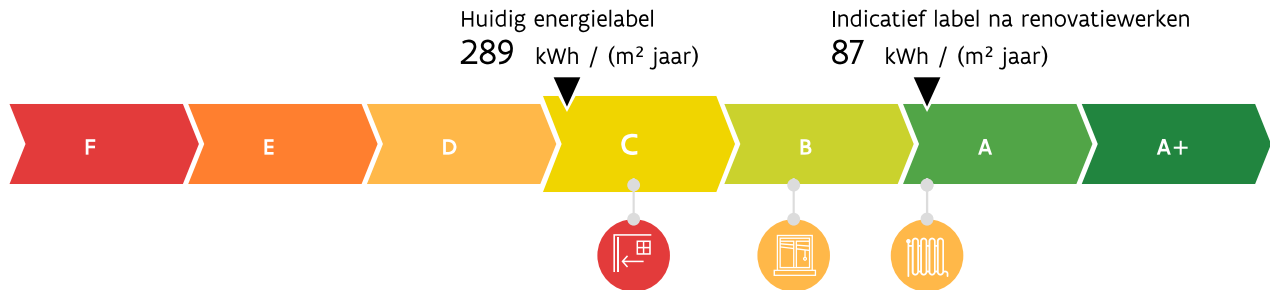 Huidig energielabel
289 kWh / (m² jaar)
Indicatief label na renovatiewerken
87 kWh / (m² jaar)
F
E
D
C
B
A
A+